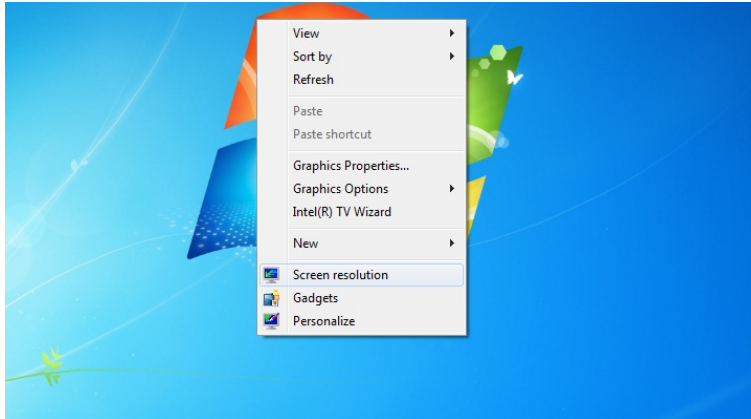 View
Sort by
Refresh
Paste
Paste shortcut
Graphics Properties...
Graphics Options
Intel(R) TV Wizard
New
Screen resolution
Gadgets
Personalize